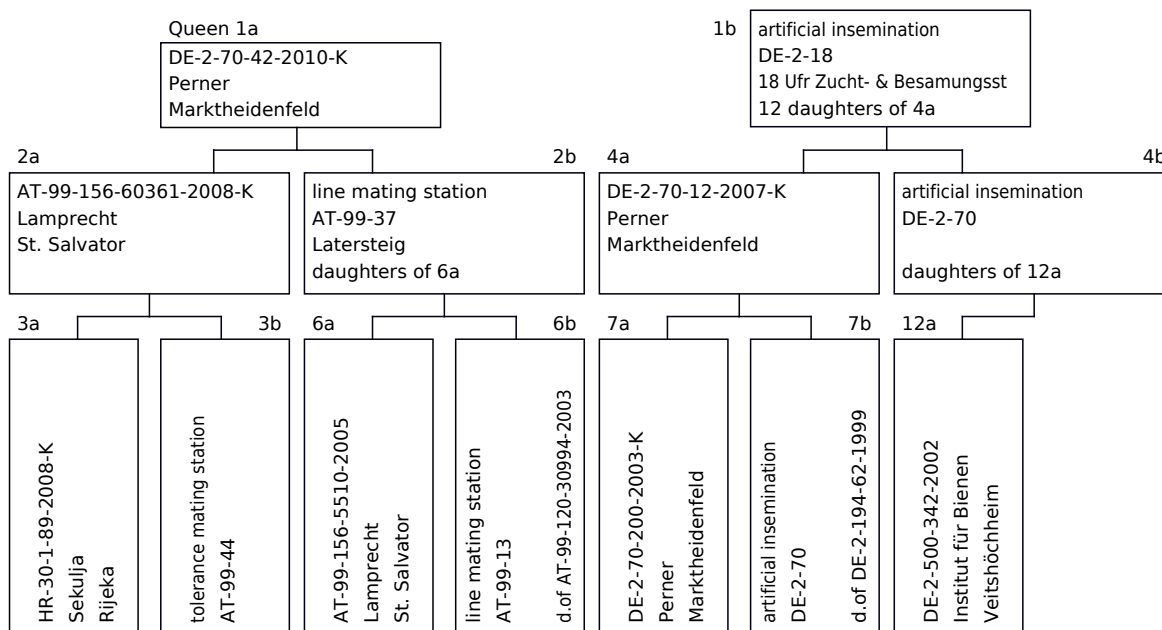 Queen 1a
DE-2-70-42-2010-K
Perner
Marktheidenfeld
1b
artificial insemination
DE-2-18
18 Ufr Zucht- & Besamungsst
12 daughters of 4a
2a
AT-99-156-60361-2008-K
Lamprecht
St. Salvator
2b
line mating station
AT-99-37
Latersteig
daughters of 6a
4a
DE-2-70-12-2007-K
Perner
Marktheidenfeld
4b
artificial insemination
DE-2-70
daughters of 12a
3a
HR-30-1-89-2008-K
Sekulja
Rijeka
3b
tolerance mating station
AT-99-44
6a
AT-99-156-5510-2005
Lamprecht
St. Salvator
6b
line mating station
AT-99-13
d.of AT-99-120-30994-2003
7a
DE-2-70-200-2003-K
Perner
Marktheidenfeld
7b
artificial insemination
DE-2-70
d.of DE-2-194-62-1999
12a
DE-2-500-342-2002
Institut für Bienen
Veitshöchheim